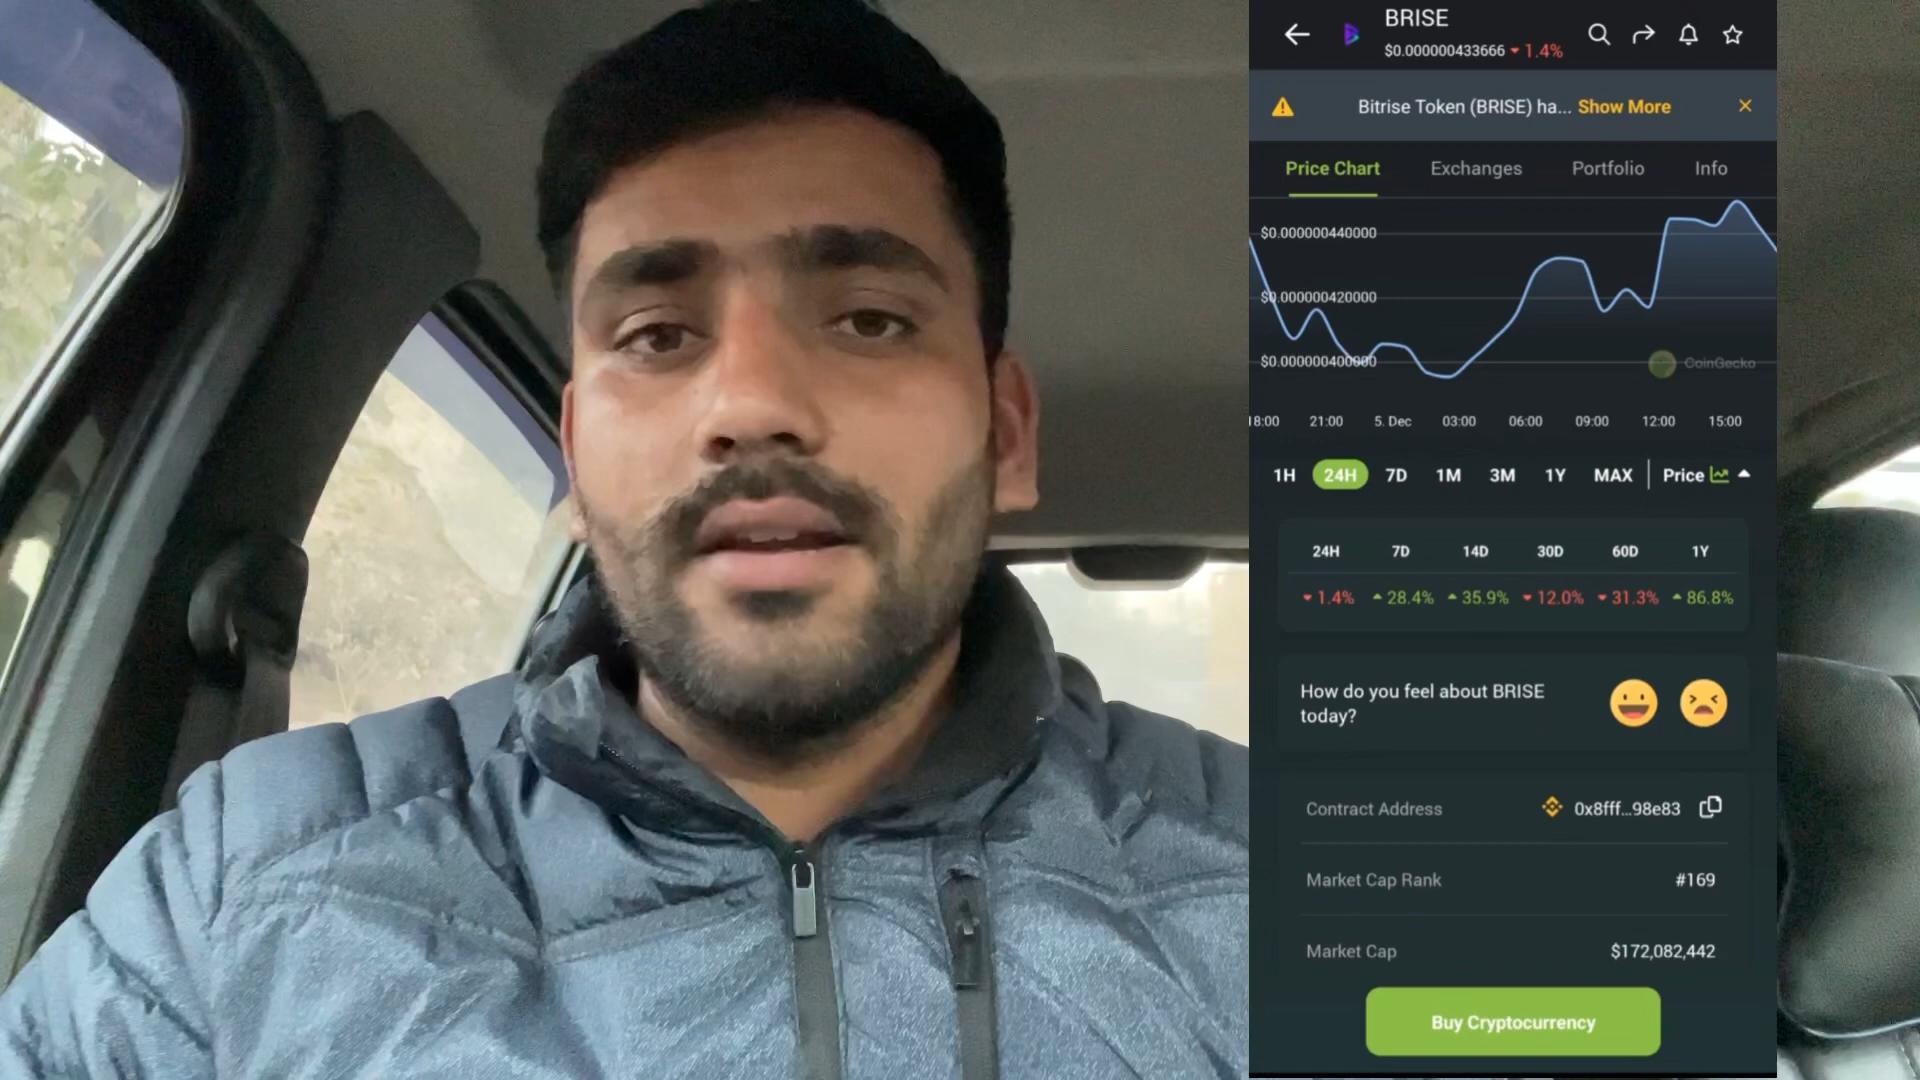 BRISE
$0.000000433666 1.4%
Bitrise Token (BRISE) ha... Show More
Price Chart Exchanges Portfolio Info
$0.000000440000
$0.000000420000
$0.000000400000
CoinGecko
18:00 21:00 5. Dec 03:00 06:00 09:00 12:00 15:00
1H 24H 7D 1M 3M 1Y MAX Price
24H 7D 14D 30D 60D 1Y
1.4% 28.4% 35.9% 12.0% 31.3% 86.8%
How do you feel about BRISE
today?
Contract Address 0x8fff...98e83
Market Cap Rank #169
Market Cap $172,082,442
Buy Cryptocurrency